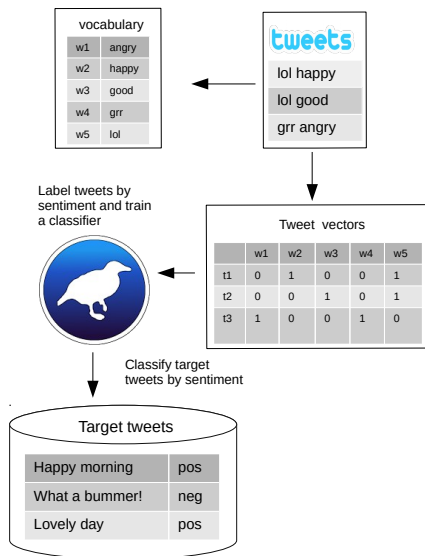 vocabulary
w1 angry
w2 happy
w3 good
w4 grr
w5 lol
tweets
lol happy
lol good
grr angry
Label tweets by
sentiment and train
a classifier
Tweet vectors
w1 w2 w3 w4 w5
t1 0 1 0 0 1
t2 0 0 1 0 1
t3 1 0 0 1 0
Classify target
tweets by sentiment
Target tweets
Happy morning pos
What a bummer! neg
Lovely day pos